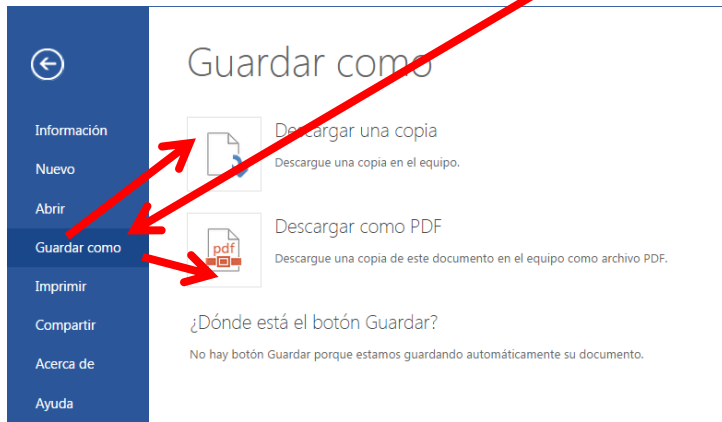 Guardar como
Información
Nuevo
Abrir
Guardar como
Imprimir
Compartir
Acerca de
Ayuda
Descargar una copia
Descargue una copia en el equipo.
pdf
Descargar como PDF
Descargue una copia de este documento en el equipo como archivo PDF.
¿Dónde está el botón Guardar?
No hay botón Guardar porque estamos guardando automáticamente su documento.